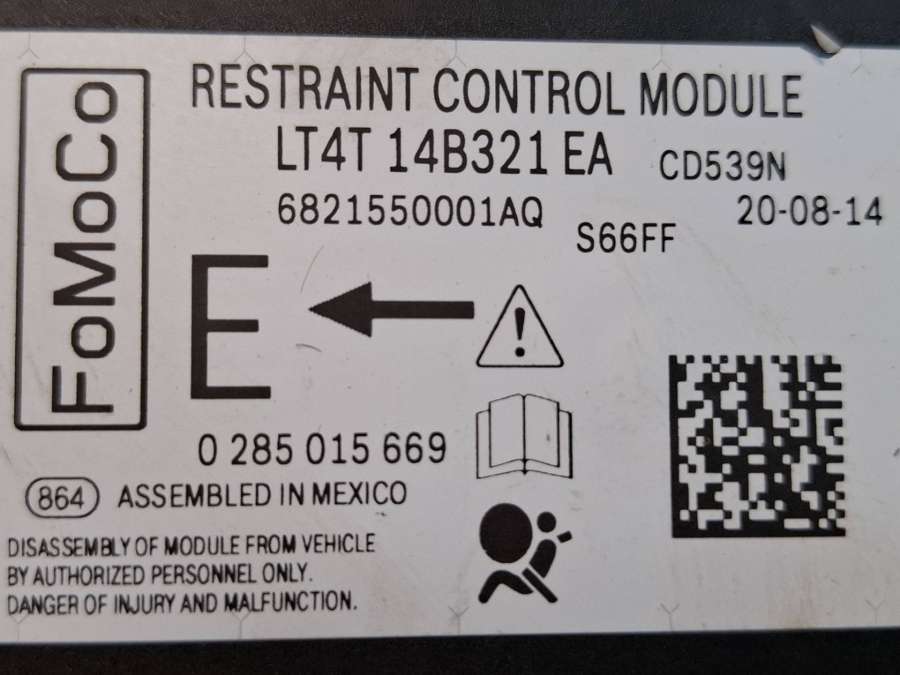 FoMoCo
RESTRAINT CONTROL MODULE
LT4T 14B321 EA CD539N
6821550001AQ 20-08-14
S66FF
E
0 285 015 669
864 ASSEMBLED IN MEXICO
DISASSEMBLY OF MODULE FROM VEHICLE
BY AUTHORIZED PERSONNEL ONLY.
DANGER OF INJURY AND MALFUNCTION.